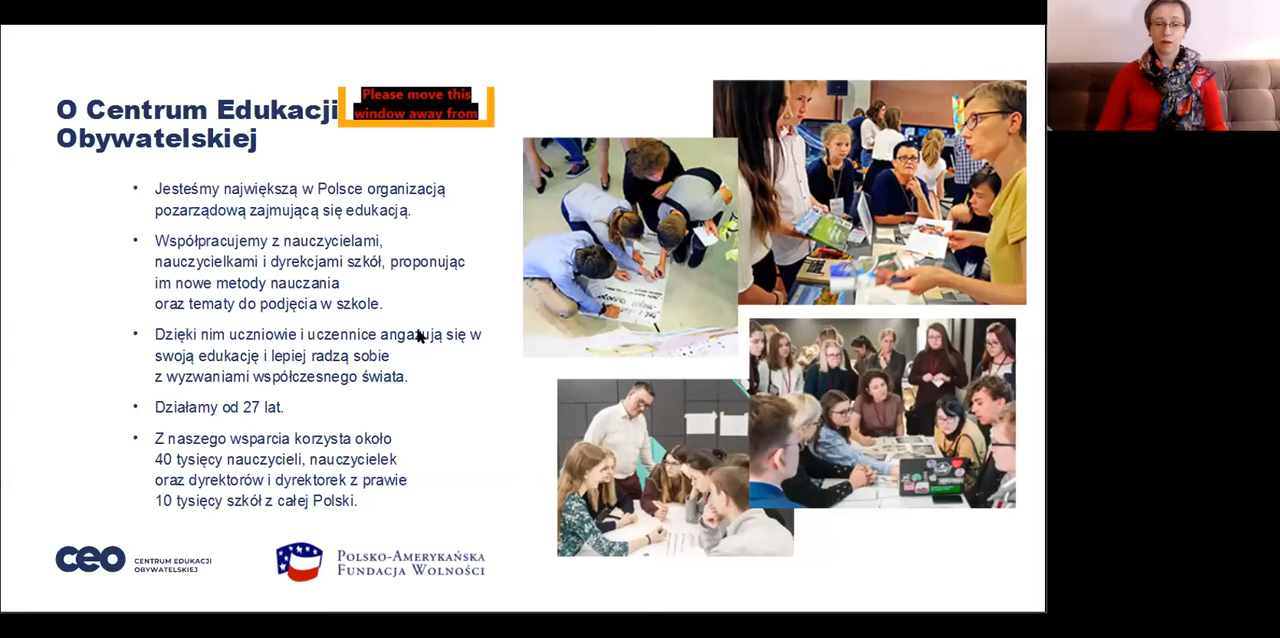 O Centrum Edukacji
Obywatelskiej
Please move this
window away from
• Jesteśmy największą w Polsce organizacją
pozarządową zajmującą się edukacją.
• Współpracujemy z nauczycielami,
nauczycielkami i dyrekcjami szkół, proponując
im nowe metody nauczania
oraz tematy do podjęcia w szkole.
• Dzięki nim uczniowie i uczennice angażują się w
swoją edukację i lepiej radzą sobie
z wyzwaniami współczesnego świata.
• Działamy od 27 lat.
• Z naszego wsparcia korzysta około
40 tysięcy nauczycieli, nauczycielek
oraz dyrektorów i dyrektorek z prawie
10 tysięcy szkół z całej Polski.
ceo CENTRUM EDUKACJI
OBYWATELSKIEJ
Polsko-Amerykańska
Fundacja Wolności